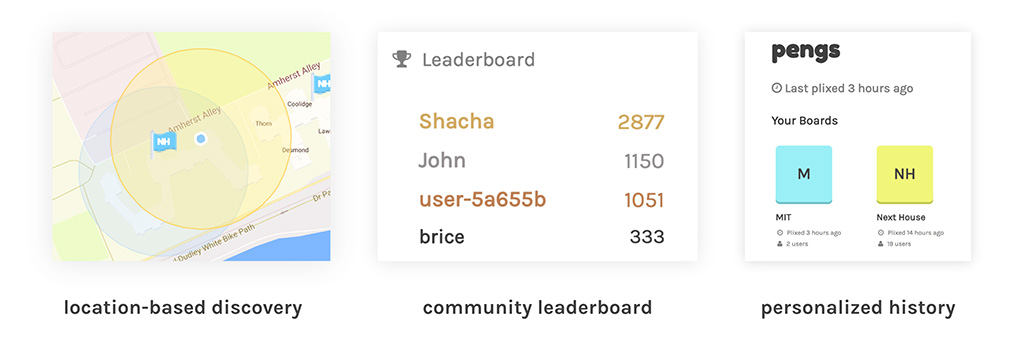 Amherst Alley
NH
Coolidge
Amherst Alley
Thorn
NH
Desmond
Dr Pa
Dudley White Bike Path
location-based discovery
Leaderboard
Shacha 2877
John 1150
user-5a655b 1051
brice 333
community leaderboard
pengs
Last plixed 3 hours ago
Your Boards
M NH
MIT Next House
Plixed 3 hours ago Plixed 14 hours ago
2 users 19 users
personalized history